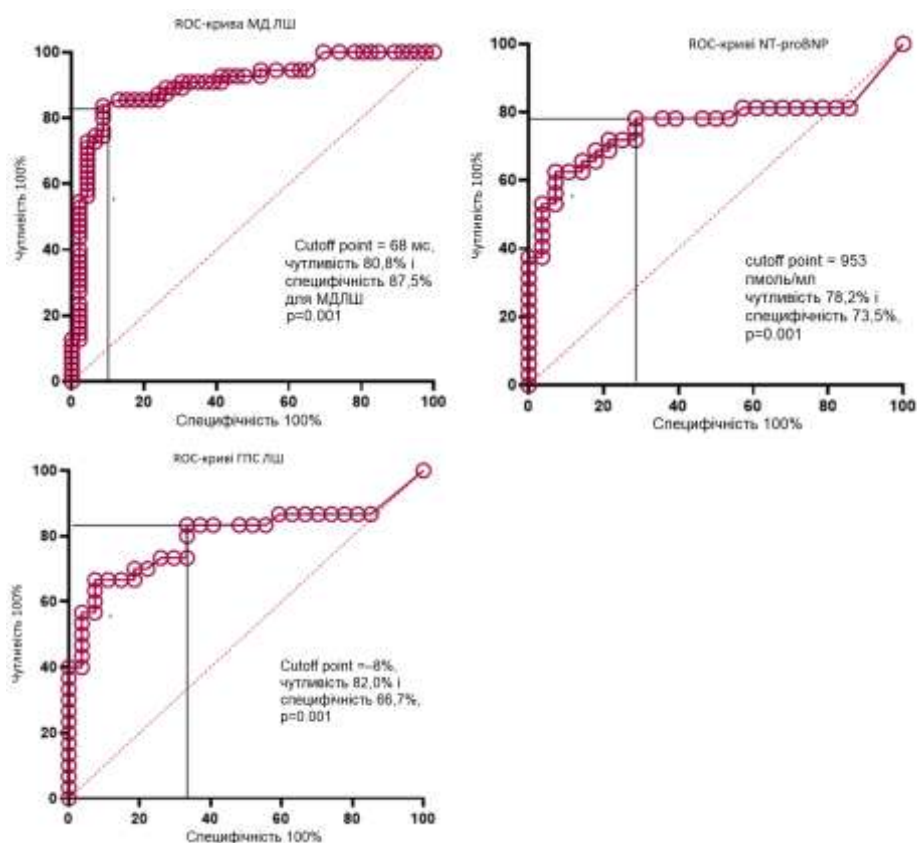 ROC-крива МД ЛШ
100
80
60
40
20
0
Чутливість 100%
Cutoff point = 68 мс,
чутливість 80,8% і
специфічність 87,5%
для МДЛШ
p=0.001
0 20 40 60 80 100
Специфічність 100%
ROC-криві NT-proBNP
100
80
60
40
20
0
Чутливість 100%
cutoff point = 953
пмоль/мл
чутливість 78,2% і
специфічність 73,5%,
p=0.001
0 20 40 60 80 100
Специфічність 100%
ROC-криві ГПС ЛШ
100
80
60
40
20
0
Чутливість 100%
Cutoff point =–8%,
чутливість 82,0% і
специфічність 66,7%,
p=0.001
0 20 40 60 80 100
Специфічність 100%